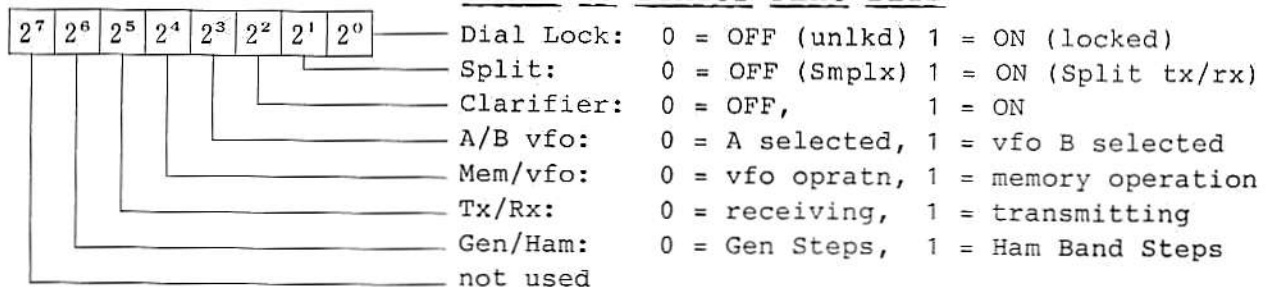 2⁷ 2⁶ 2⁵ 2⁴ 2³ 2² 2¹ 2⁰ Dial Lock: 0 = OFF (unlkd) 1 = ON (locked)
Split: 0 = OFF (Smplx) 1 = ON (Split tx/rx)
Clarifier: 0 = OFF, 1 = ON
A/B vfo: 0 = A selected, 1 = vfo B selected
Mem/vfo: 0 = vfo opratn, 1 = memory operation
Tx/Rx: 0 = receiving, 1 = transmitting
Gen/Ham: 0 = Gen Steps, 1 = Ham Band Steps
not used